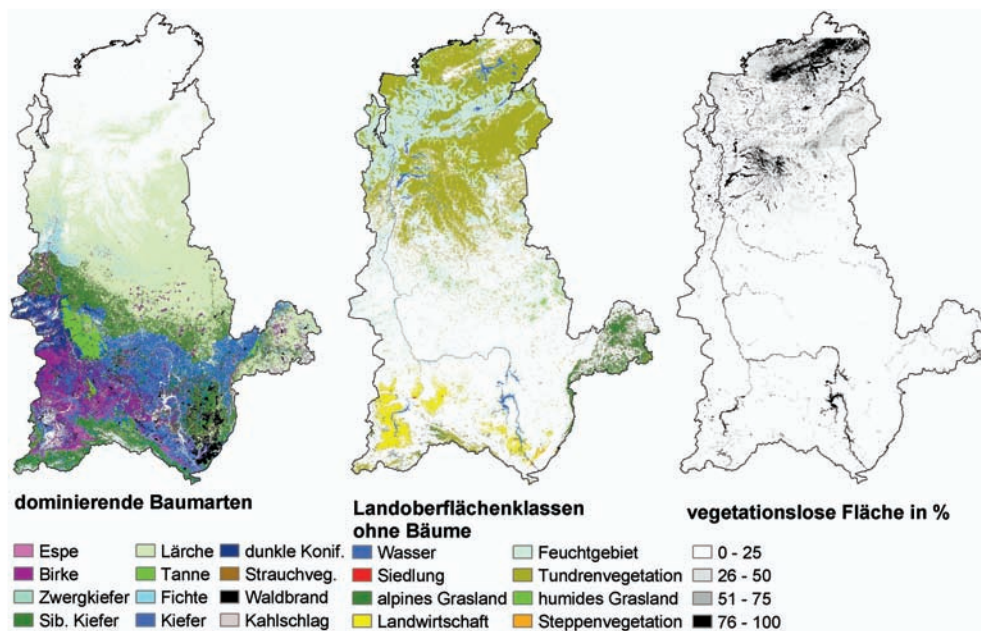 dominierende Baumarten
Espe
Birke
Zwergkiefer
Sib. Kiefer
Lärche
Tanne
Fichte
Kiefer
dunkle Konif.
Strauchveg.
Waldbrand
Kahlschlag
Landoberflächenklassen
ohne Bäume
Wasser
Siedlung
alpines Grasland
Landwirtschaft
Feuchtgebiet
Tundrenvegetation
humides Grasland
Steppenvegetation
vegetationslose Fläche in %
0 - 25
26 - 50
51 - 75
76 - 100